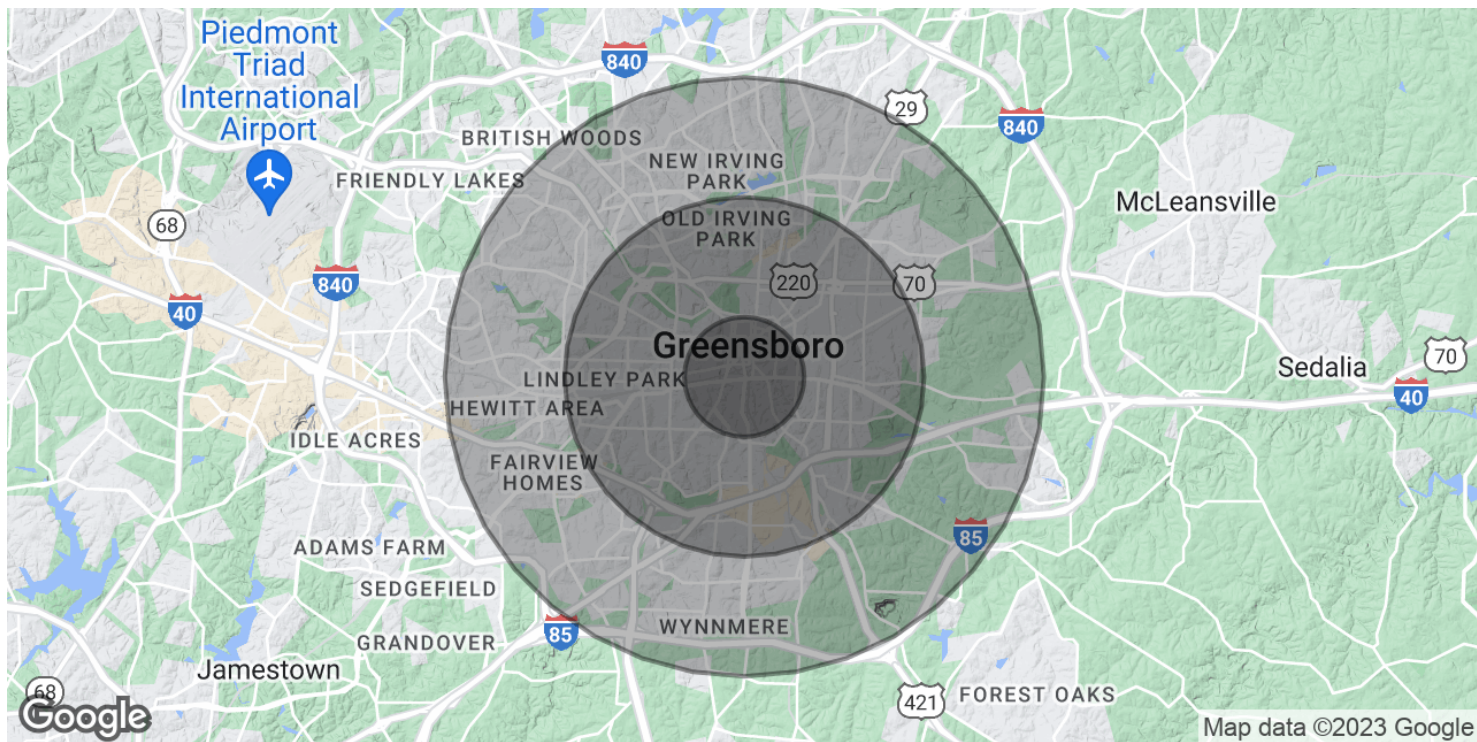 Piedmont
Triad
International
Airport
840
29
840
BRITISH WOODS
NEW IRVING
PARK
FRIENDLY LAKES
McLeansville
68
OLD IRVING
PARK
840
220
70
40
Greensboro
70
Sedalia
LINDLEY PARK
40
HEWITT AREA
IDLE ACRES
FAIRVIEW
HOMES
85
ADAMS FARM
SEDGEFIELD
WYNNMERE
85
GRANDOVER
Jamestown
68
421
FOREST OAKS
Google
Map data ©2023 Google